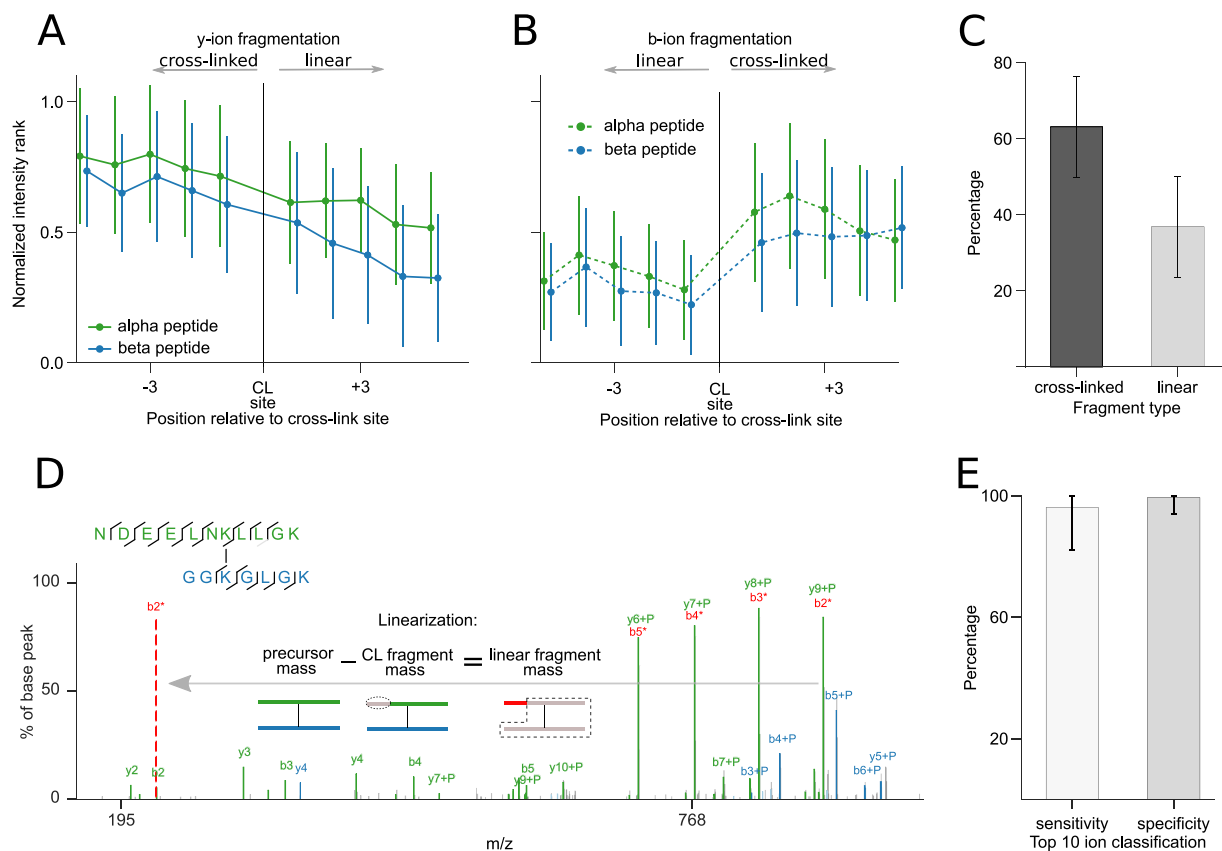 A
y-ion fragmentation
cross-linked
linear
1.0
0.5
0.0
Normalized intensity rank
alpha peptide
beta peptide
-3
CL
site
+3
Position relative to cross-link site
B
b-ion fragmentation
linear
cross-linked
alpha peptide
beta peptide
-3
CL
site
+3
Position relative to cross-link site
C
80
60
40
20
Percentage
cross-linked
linear
Fragment type
D
NDEELNKLLGK
GGKGLGK
100
50
0
% of base peak
b2*
Linearization:
precursor
mass
CL fragment
mass
linear fragment
mass
y2
b2
y3
b3
y4
y4
b4
y7+P
b5
y9+P
y10+P
y6+P
b5*
y7+P
b4*
y8+P
b3*
y9+P
b2*
b7+P
b3+P
b4+P
b5+P
b6+P
y5+P
195
768
m/z
E
100
60
20
Percentage
sensitivity
specificity
Top 10 ion classification